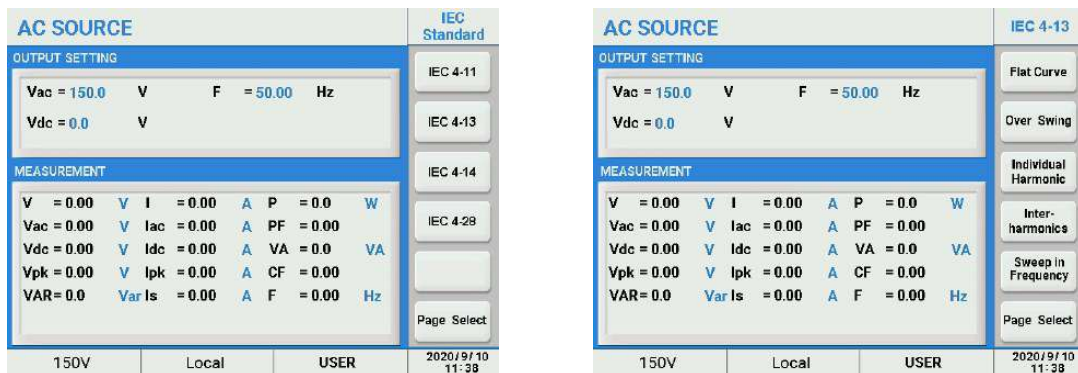 AC SOURCE
IEC Standard
OUTPUT SETTING
Vac = 150.0 V F = 50.00 Hz
Vdc = 0.0 V
MEASUREMENT
V = 0.00 V I = 0.00 A P = 0.0 W
Vac = 0.00 V Iac = 0.00 A PF = 0.00
Vdc = 0.00 V Idc = 0.00 A VA = 0.0 VA
Vpk = 0.00 V Ipk = 0.00 A CF = 0.00
VAR= 0.0 Var Is = 0.00 A F = 0.00 Hz
IEC 4-11
IEC 4-13
IEC 4-14
IEC 4-28
Page Select
150V Local USER 2020/9/10 11:38
AC SOURCE
IEC 4-13
OUTPUT SETTING
Vac = 150.0 V F = 50.00 Hz
Vdc = 0.0 V
MEASUREMENT
V = 0.00 V I = 0.00 A P = 0.0 W
Vac = 0.00 V Iac = 0.00 A PF = 0.00
Vdc = 0.00 V Idc = 0.00 A VA = 0.0 VA
Vpk = 0.00 V Ipk = 0.00 A CF = 0.00
VAR= 0.0 Var Is = 0.00 A F = 0.00 Hz
Flat Curve
Over Swing
Individual
Harmonic
Inter-
harmonics
Sweep in
Frequency
Page Select
150V Local USER 2020/9/10 11:38